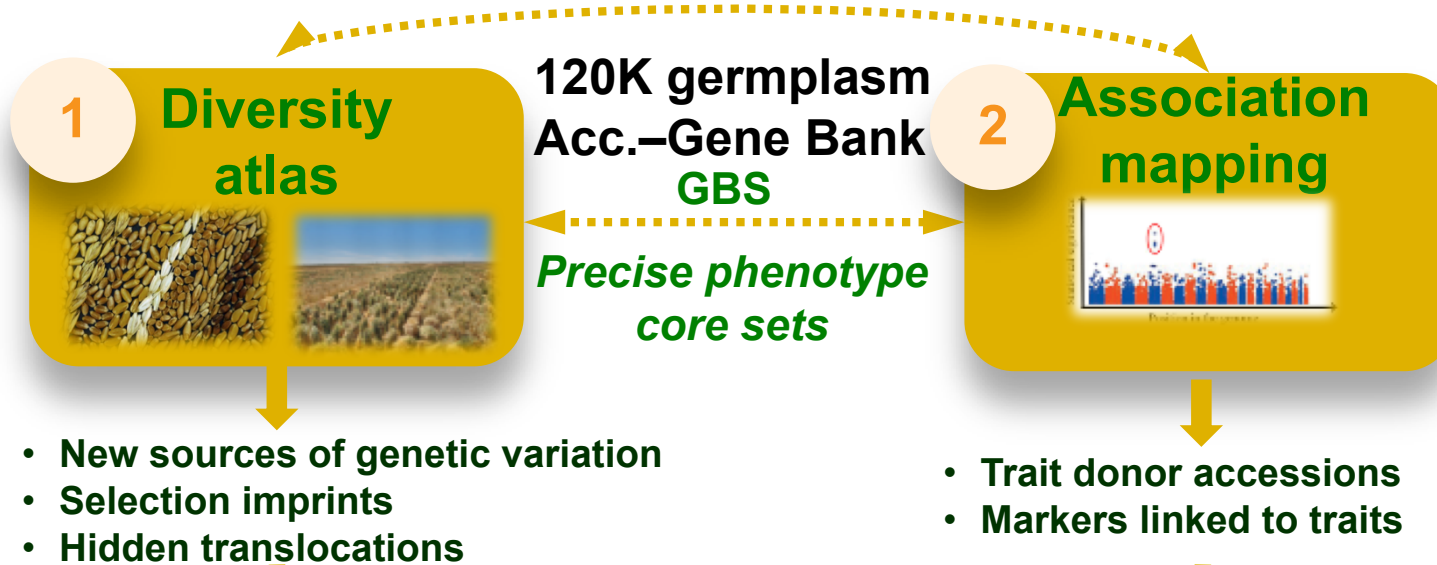 1
Diversity
atlas
120K germplasm
Acc.–Gene Bank
GBS
Precise phenotype
core sets
2
Association
mapping
• New sources of genetic variation
• Selection imprints
• Hidden translocations
• Trait donor accessions
• Markers linked to traits